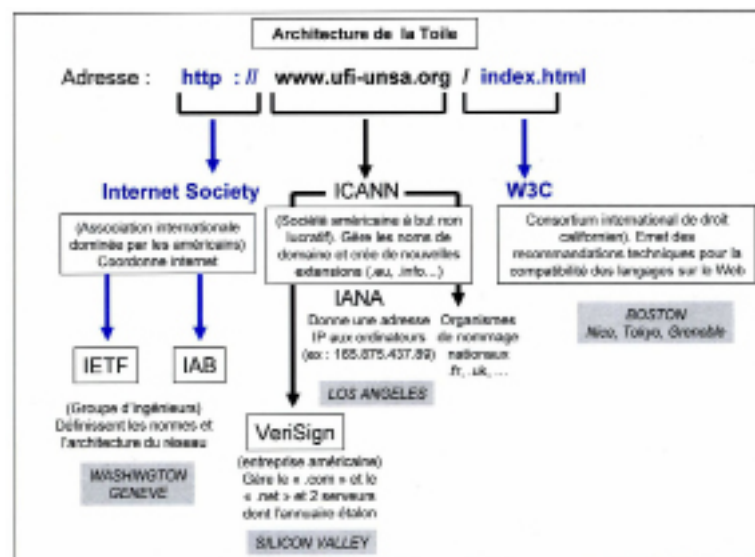 Architecture de la Toile
Adresse : http :// www.ufi-unsa.org / index.html
Internet Society
(Association internationale
dominée par les américains)
Coordonne internet
IETF
IAB
(Groupe d'ingénieurs)
Définissent les normes et
l'architecture du réseau
WASHINGTON
GENEVE
ICANN
(Société américaine à but non
lucratif). Gère les noms de
domaine et crée de nouvelles
extensions (.eu, .info...)
IANA
Donne une adresse
IP aux ordinateurs
(ex : 165.875.437.89)
Organismes
de nommage
nationaux
.fr, .uk, ...
LOS ANGELES
VeriSign
(entreprise américaine)
Gère le « .com » et le
« .net » et 2 serveurs
dont l'annuaire étalon
SILICON VALLEY
W3C
Consortium international de droit
californien). Emet des
recommandations techniques pour la
compatibilité des langages sur le Web
BOSTON
Nice, Tokyo, Grenoble